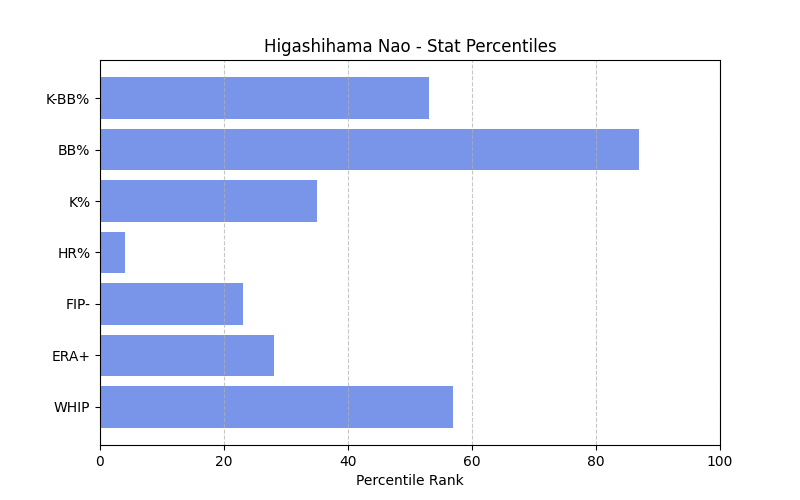 Higashihama Nao - Stat Percentiles
K-BB%
BB%
K%
HR%
FIP-
ERA+
WHIP
0 20 40 60 80 100
Percentile Rank